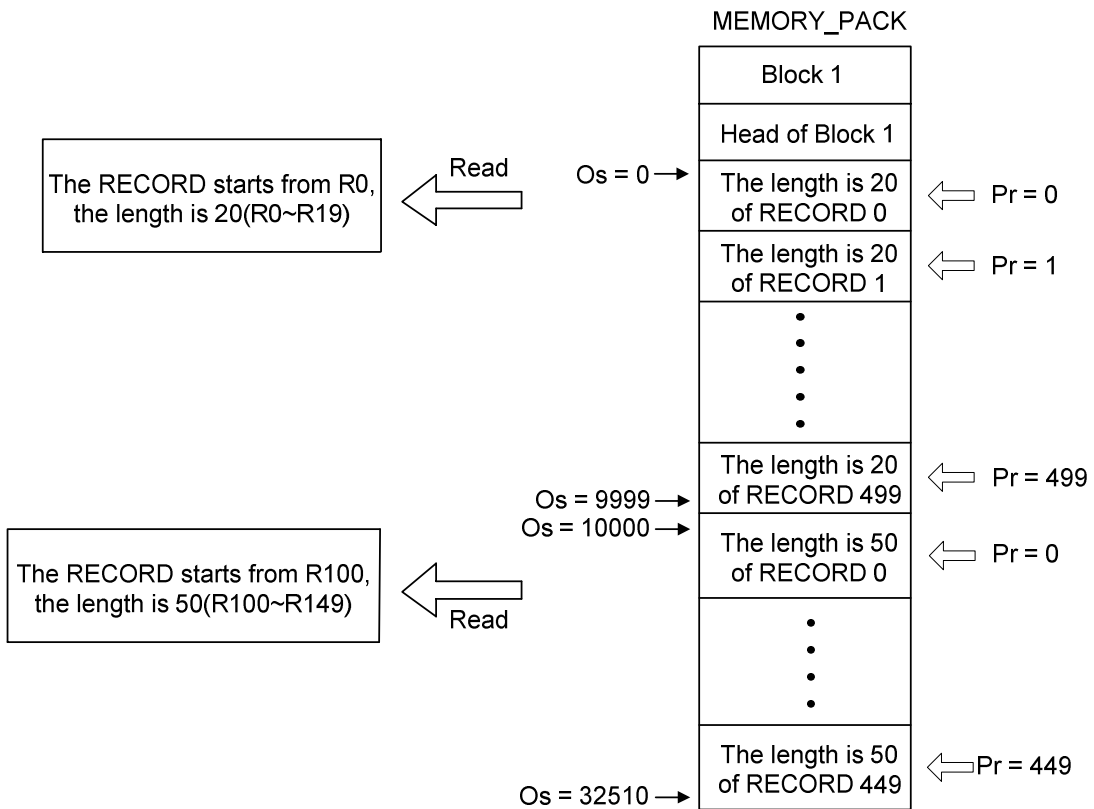 MEMORY_PACK
Block 1
Head of Block 1
The RECORD starts from R0,
the length is 20(R0~R19)
Read
Os = 0
The length is 20
of RECORD 0
Pr = 0
The length is 20
of RECORD 1
Pr = 1
The length is 20
of RECORD 499
Pr = 499
Os = 9999
Os = 10000
The length is 50
of RECORD 0
Pr = 0
The RECORD starts from R100,
the length is 50(R100~R149)
Read
The length is 50
of RECORD 449
Pr = 449
Os = 32510